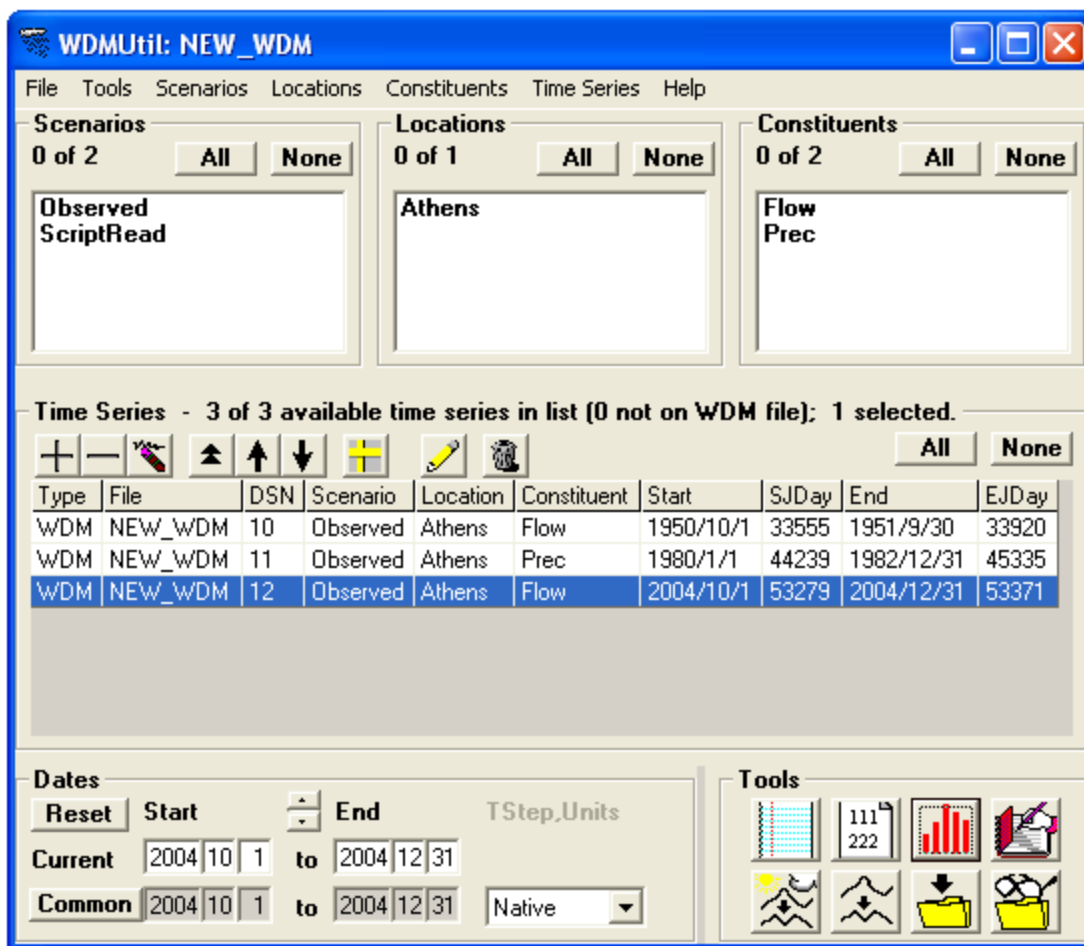 WDMUtil: NEW_WDM
File Tools Scenarios Locations Constituents Time Series Help
Scenarios
0 of 2 All None
Observed
ScriptRead
Locations
0 of 1 All None
Athens
Constituents
0 of 2 All None
Flow
Prec
Time Series - 3 of 3 available time series in list (0 not on WDM file); 1 selected.
All None
Type File DSN Scenario Location Constituent Start SJDay End EJDay
WDM NEW_WDM 10 Observed Athens Flow 1950/10/1 33555 1951/9/30 33920
WDM NEW_WDM 11 Observed Athens Prec 1980/1/1 44239 1982/12/31 45335
WDM NEW_WDM 12 Observed Athens Flow 2004/10/1 53279 2004/12/31 53371
Dates
Reset Start End TStep,Units
Current 2004 10 1 to 2004 12 31
Common 2004 10 1 to 2004 12 31 Native
Tools
111
222